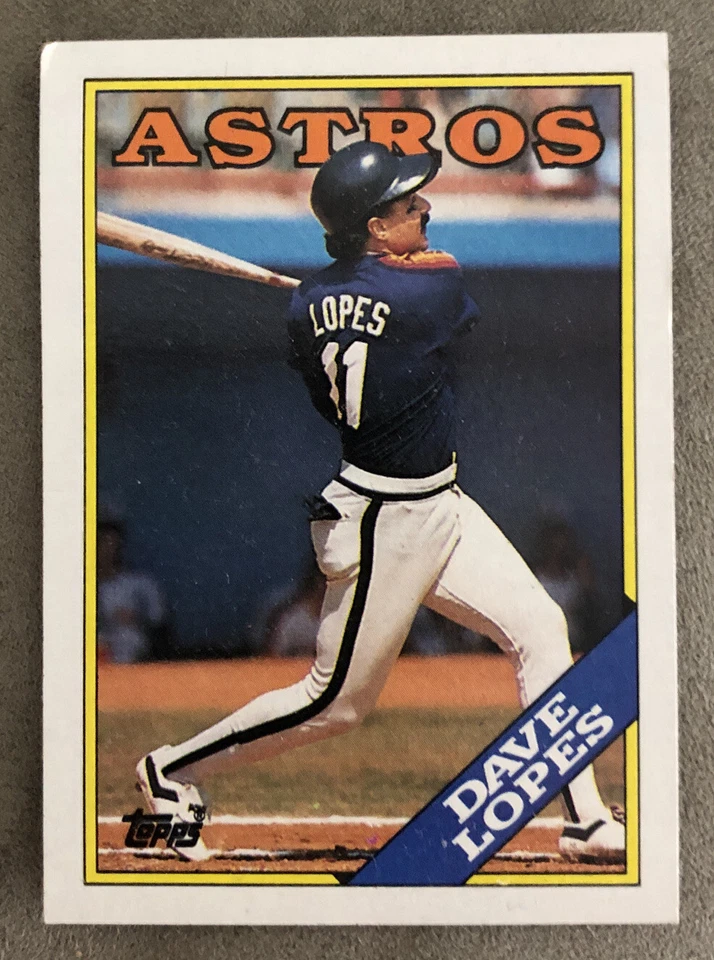 ASTROS
LOPES
11
DAVE
LOPES
topps